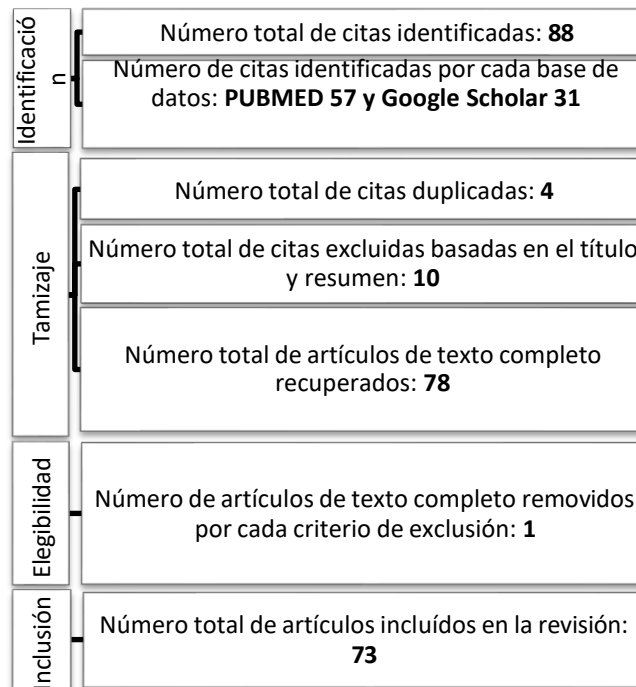 Identificació
n
Número total de citas identificadas: 88
Número de citas identificadas por cada base de
datos: PUBMED 57 y Google Scholar 31
Tamizaje
Número total de citas duplicadas: 4
Número total de citas excluidas basadas en el título
y resumen: 10
Número total de artículos de texto completo
recuperados: 78
Elegibilidad
Número de artículos de texto completo removidos
por cada criterio de exclusión: 1
Inclusión
Número total de artículos incluídos en la revisión:
73